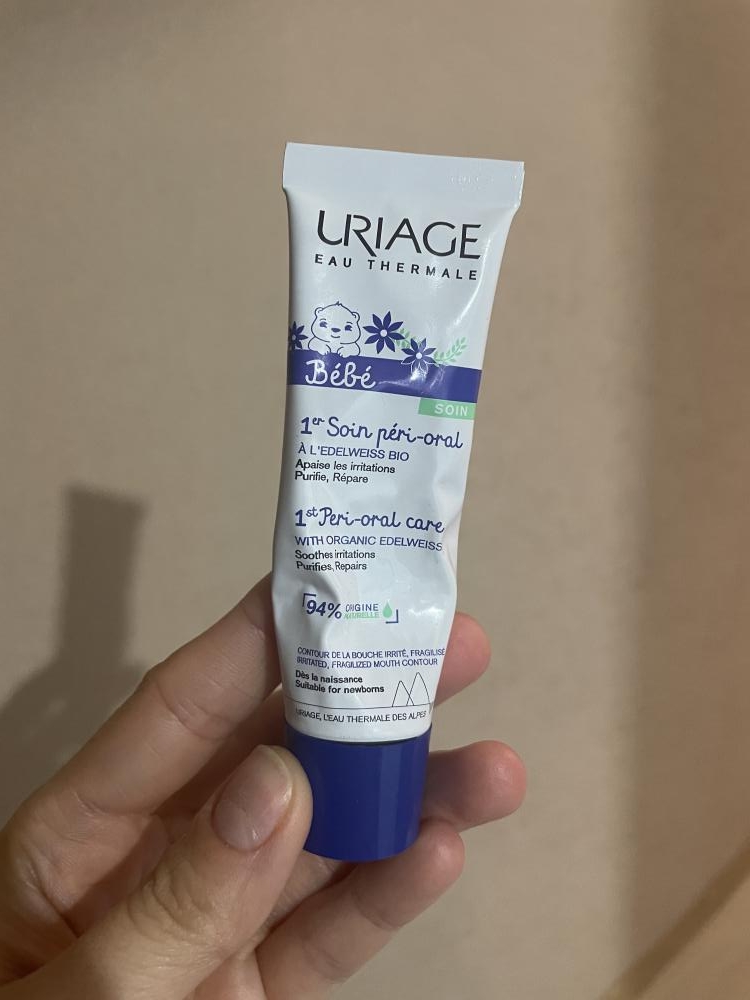 URIAGE
EAU THERMALE
Bébé
SOIN
1er Soin péri-oral
À L'EDELWEISS BIO
Apaise les irritations
Purifie, Répare
1st Peri-oral care
WITH ORGANIC EDELWEISS
Soothes irritations
Purifies, Repairs
94% ORIGINE
NATURELLE
CONTOUR DE LA BOUCHE IRRITÉ, FRAGILISÉ
IRRITATED, FRAGILIZED MOUTH CONTOUR
Dès la naissance
Suitable for newborns
URIAGE, L'EAU THERMALE DES ALPES